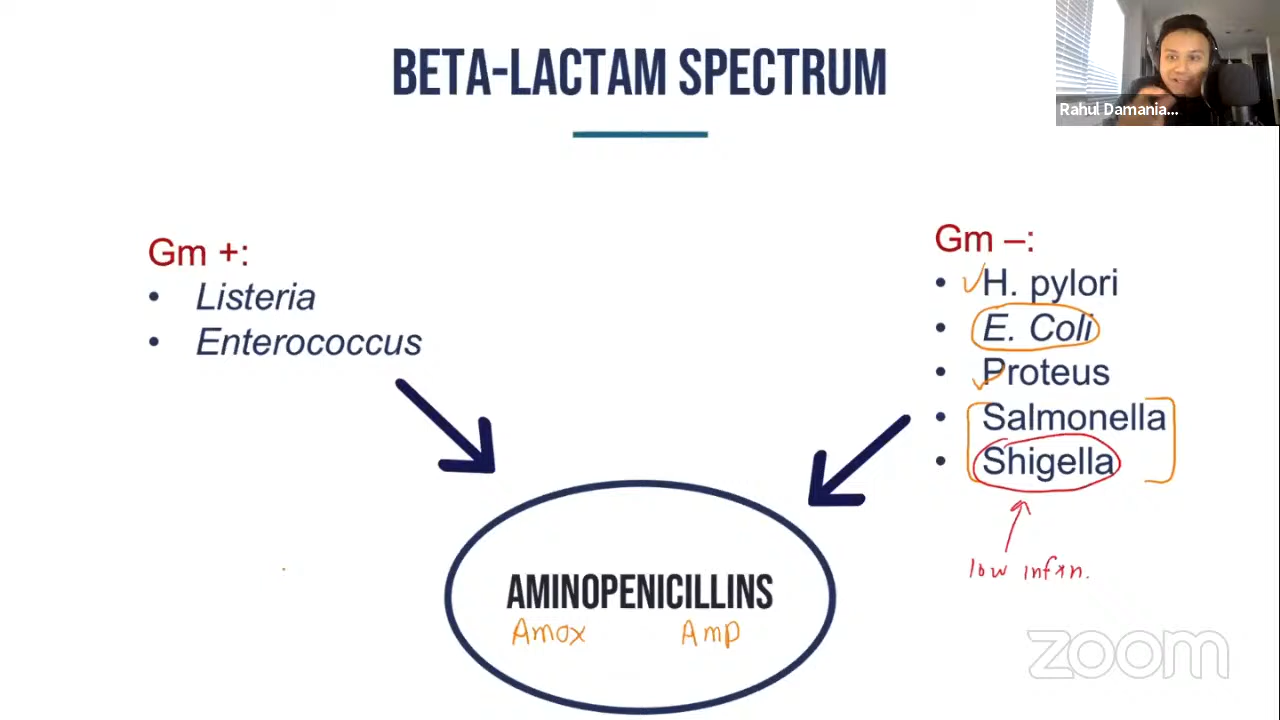 BETA-LACTAM SPECTRUM
Rahul Damania...
Gm +:
• Listeria
• Enterococcus
Gm –:
• H. pylori
• E. Coli
• Proteus
• Salmonella
• Shigella
low infxn.
AMINOPENICILLINS
Amox Amp
zoom